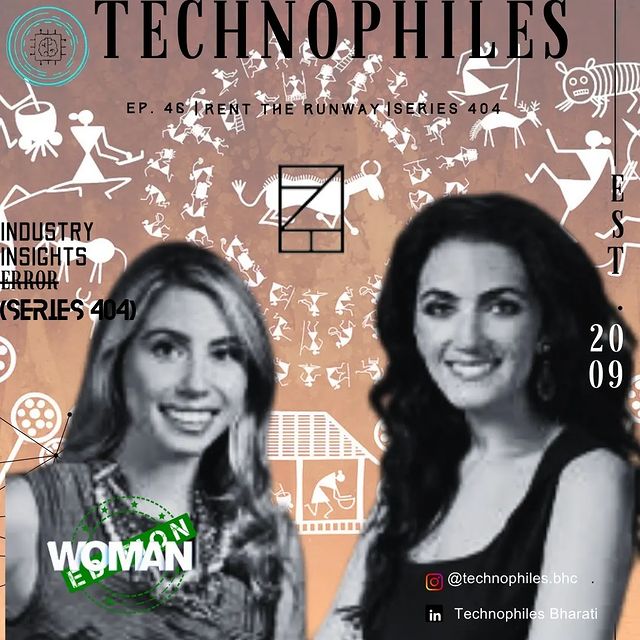 TECHNOPHILES
EP. 46 | RENT THE RUNWAY | SERIES 404
INDUSTRY
INSIGHTS
ERROR
(SERIES 404)
EST.
20
09
WOMAN
EDITION
@technophiles.bhc
Technophiles Bharati